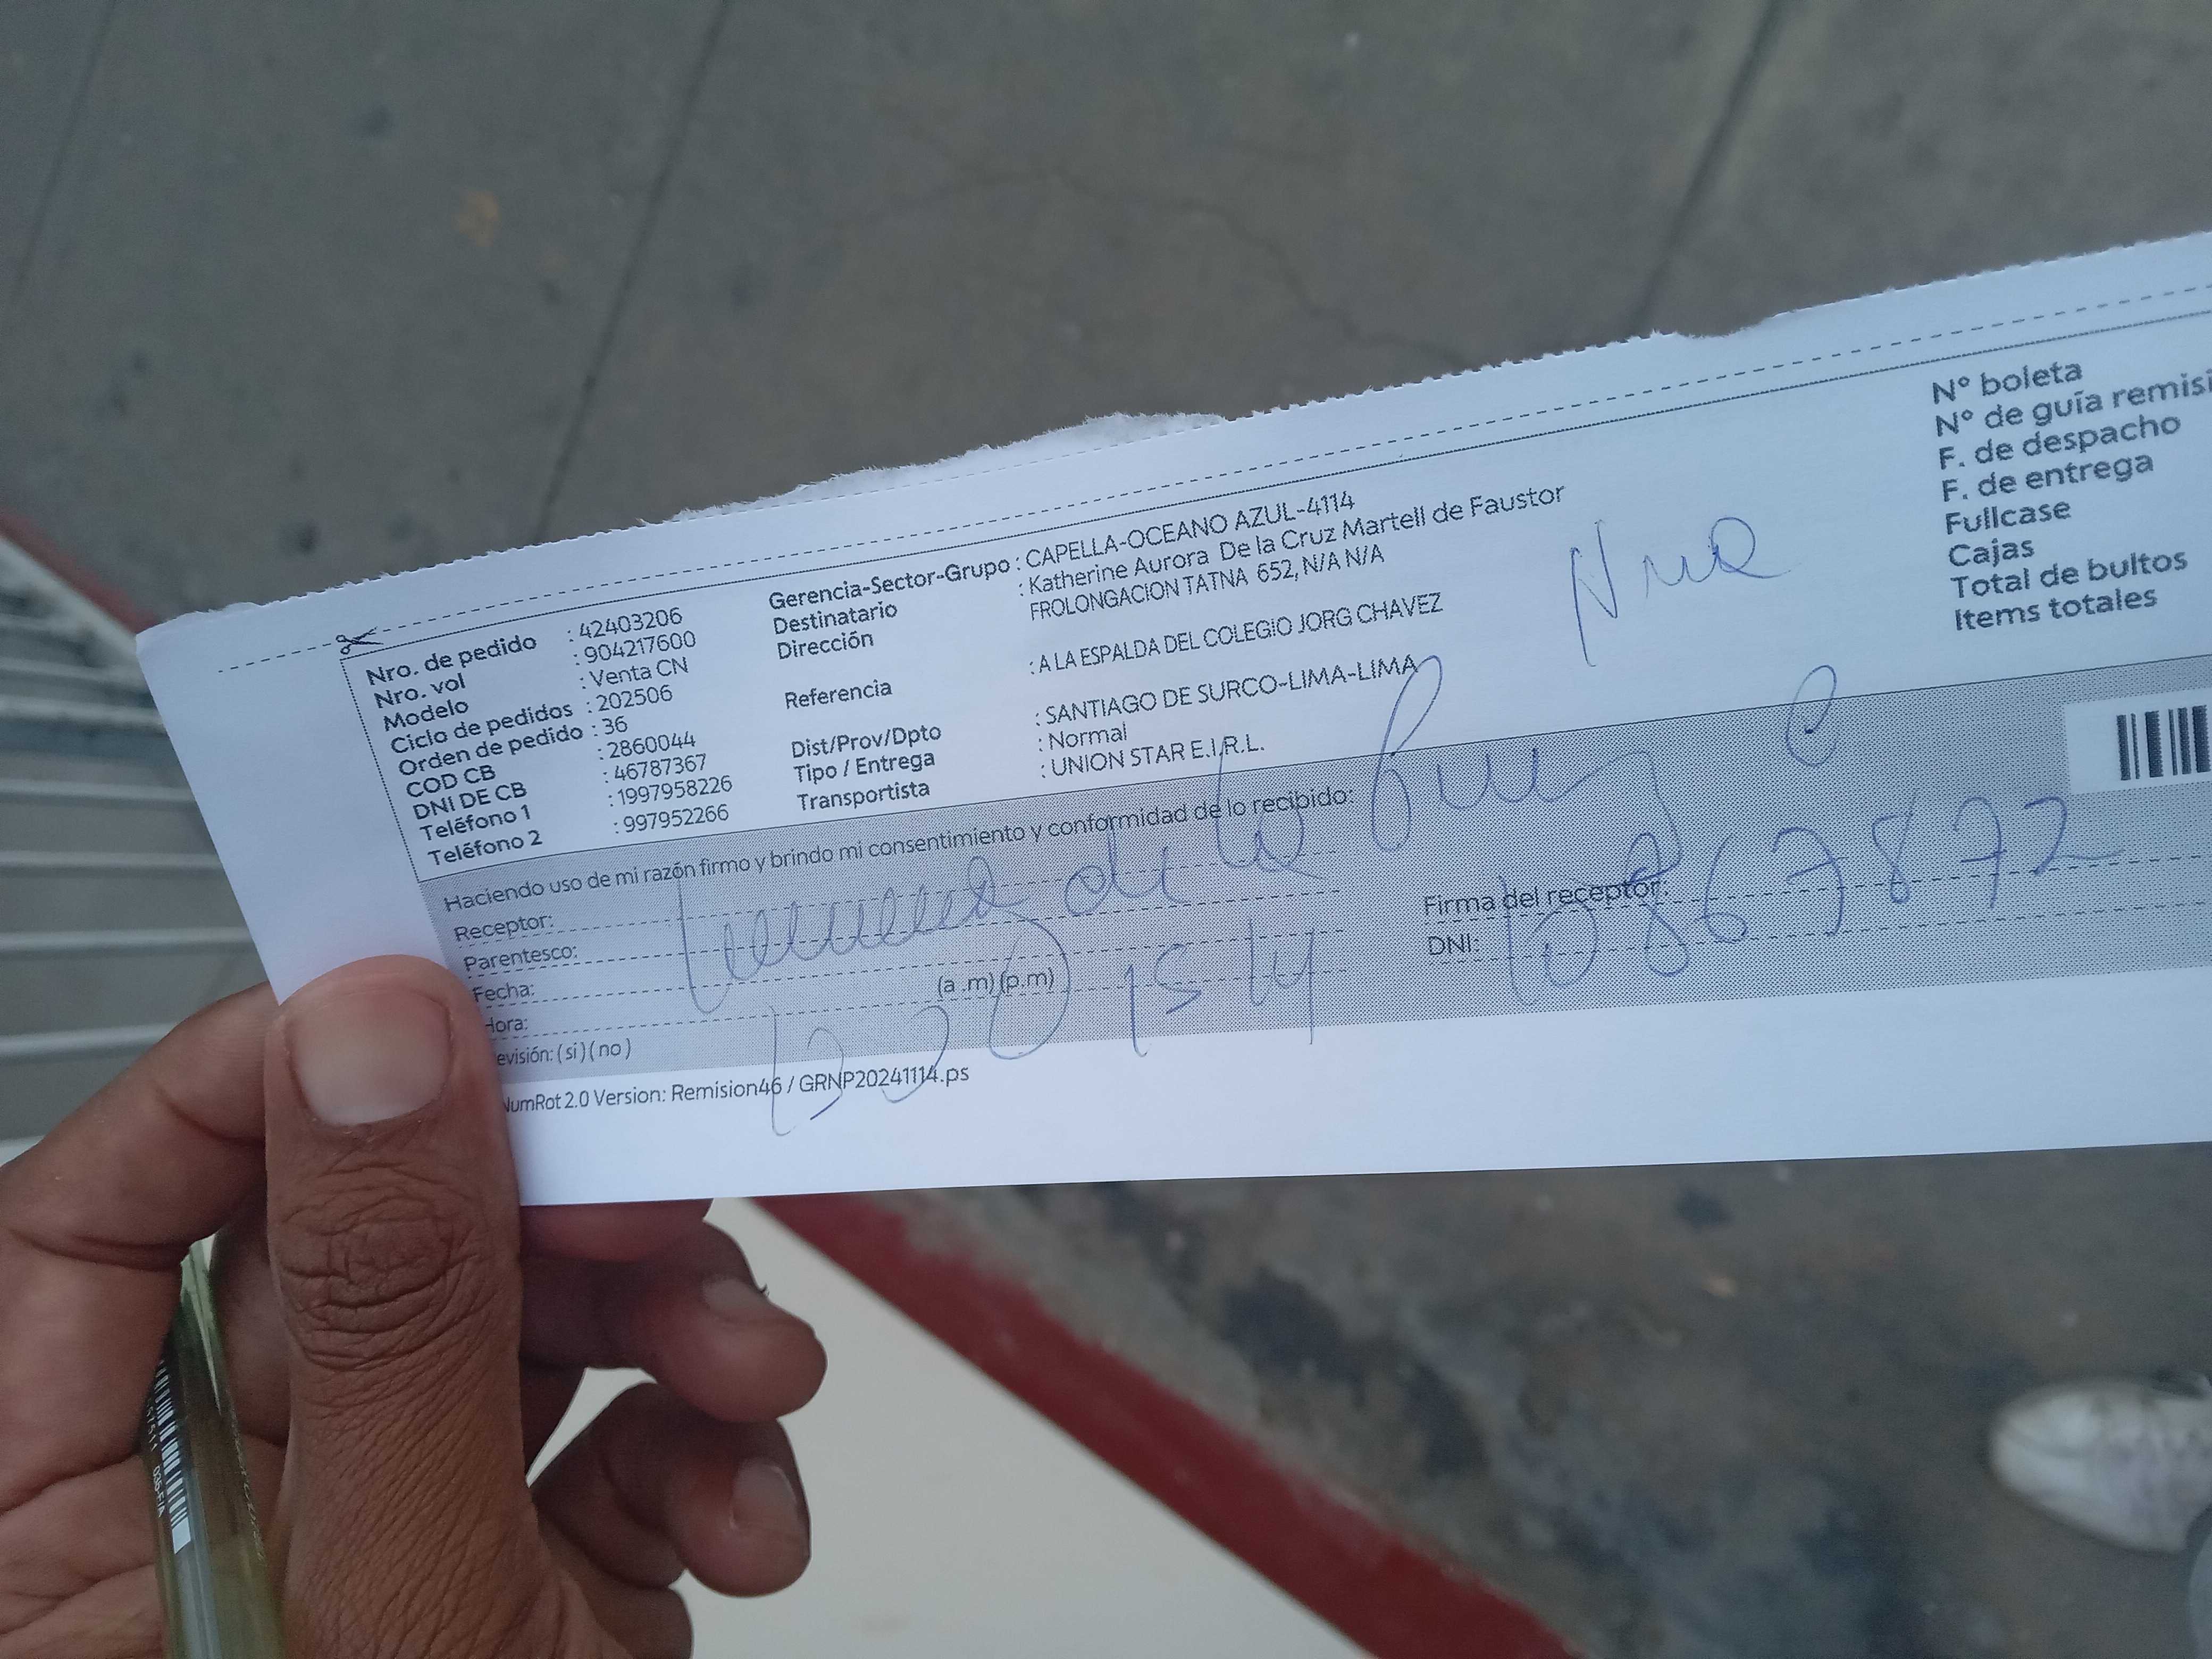 Nro. de pedido : 42403206
Nro. vol : 904217600
Modelo : Venta CN
Ciclo de pedidos : 202506
Orden de pedido : 36
COD CB : 2860044
DNI DE CB : 46787367
Teléfono 1 : 1997958226
Teléfono 2 : 997952266
Gerencia-Sector-Grupo : CAPELLA-OCEANO AZUL-4114
Destinatario : Katherine Aurora De la Cruz Martell de Faustor
Dirección FROLONGACION TATNA 652, N/A N/A
Referencia : A LA ESPALDA DEL COLEGIO JORG CHAVEZ
Dist/Prov/Dpto : SANTIAGO DE SURCO-LIMA-LIMA
Tipo / Entrega : Normal
Transportista : UNION STAR E.I.R.L.
N° boleta
N° de guía remisi
F. de despacho
F. de entrega
Fullcase
Cajas
Total de bultos
Items totales
Haciendo uso de mi razón firmo y brindo mi consentimiento y conformidad de lo recibido:
Receptor: de la
Parentesco:
Fecha:
Hora: (a .m) (p.m)
evisión: ( sí ) ( no )
Firma del receptor:
DNI: 10867872
NumRot 2.0 Version: Remision46 / GRNP20241114.ps